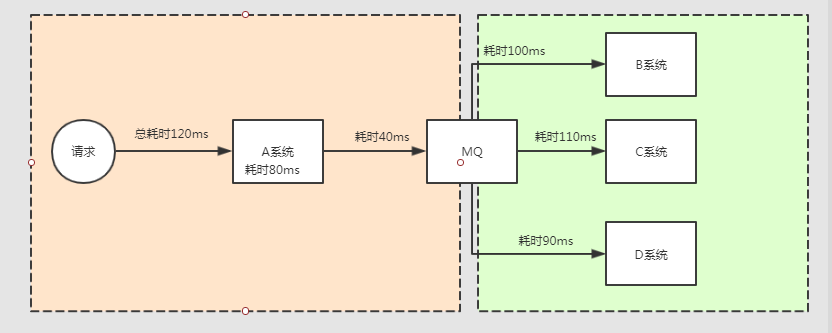 耗时100ms
B系统
总耗时120ms
耗时40ms
耗时110ms
请求
A系统
耗时80ms
MQ
C系统
耗时90ms
D系统